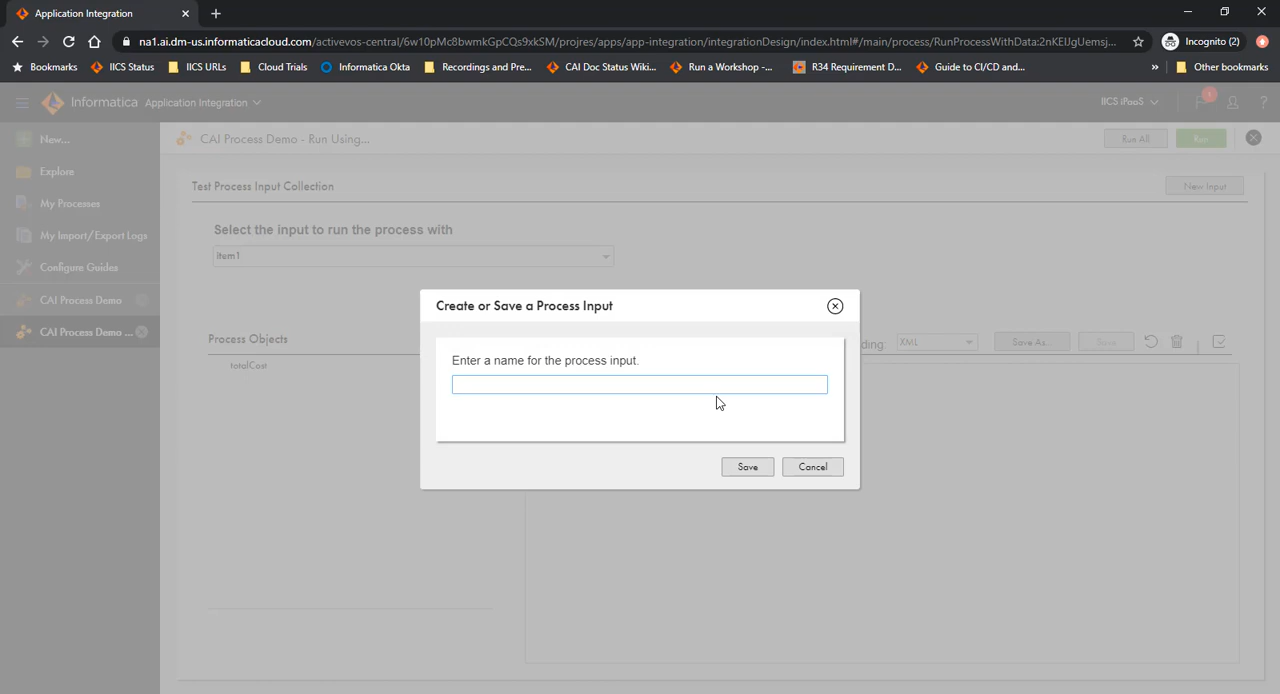 Application Integration
na1.ai.dm-us.informaticacloud.com/activevos-central/6w10pMc8bwmkGpCQs9xkSM/projres/apps/app-integration/integrationDesign/index.html#/main/process/RunProcessWithData:2nKEIJgUemsj...
Incognito (2)
Bookmarks
IICS Status
IICS URLs
Cloud Trials
Informatica Okta
Recordings and Pre...
CAI Doc Status Wiki...
Run a Workshop -...
R34 Requirement D...
Guide to CI/CD and...
»
Other bookmarks
Informatica
Application Integration
IICS iPaaS
?
New...
CAI Process Demo - Run Using...
Run All
Run
Explore
Test Process Input Collection
New Input
My Processes
Select the input to run the process with
My Import/Export Logs
item1
Configure Guides
CAI Process Demo
Create or Save a Process Input
CAI Process Demo ...
Process Objects
ding:
XML
Save As...
Save
totalCost
Enter a name for the process input.
Save
Cancel